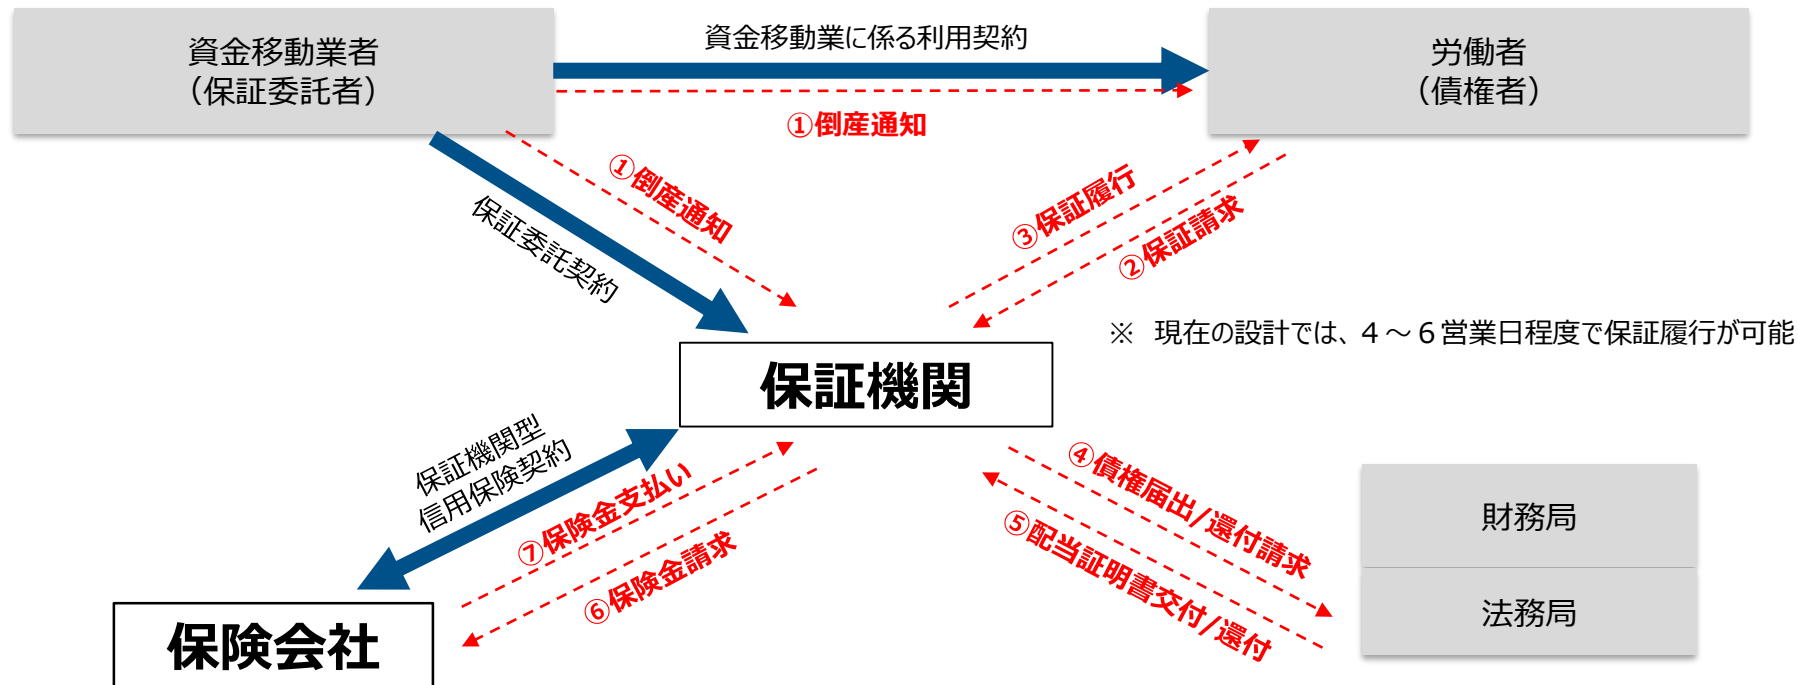 資金移動業者
（保証委託者）
資金移動業に係る利用契約
労働者
（債権者）
①倒産通知
①倒産通知
保証委託契約
③保証履行
②保証請求
※　現在の設計では、４～６営業日程度で保証履行が可能
保証機関
保証機関型
信用保険契約
⑦保険金支払い
⑥保険金請求
④債権届出/還付請求
⑤配当証明書交付/還付
財務局
法務局
保険会社